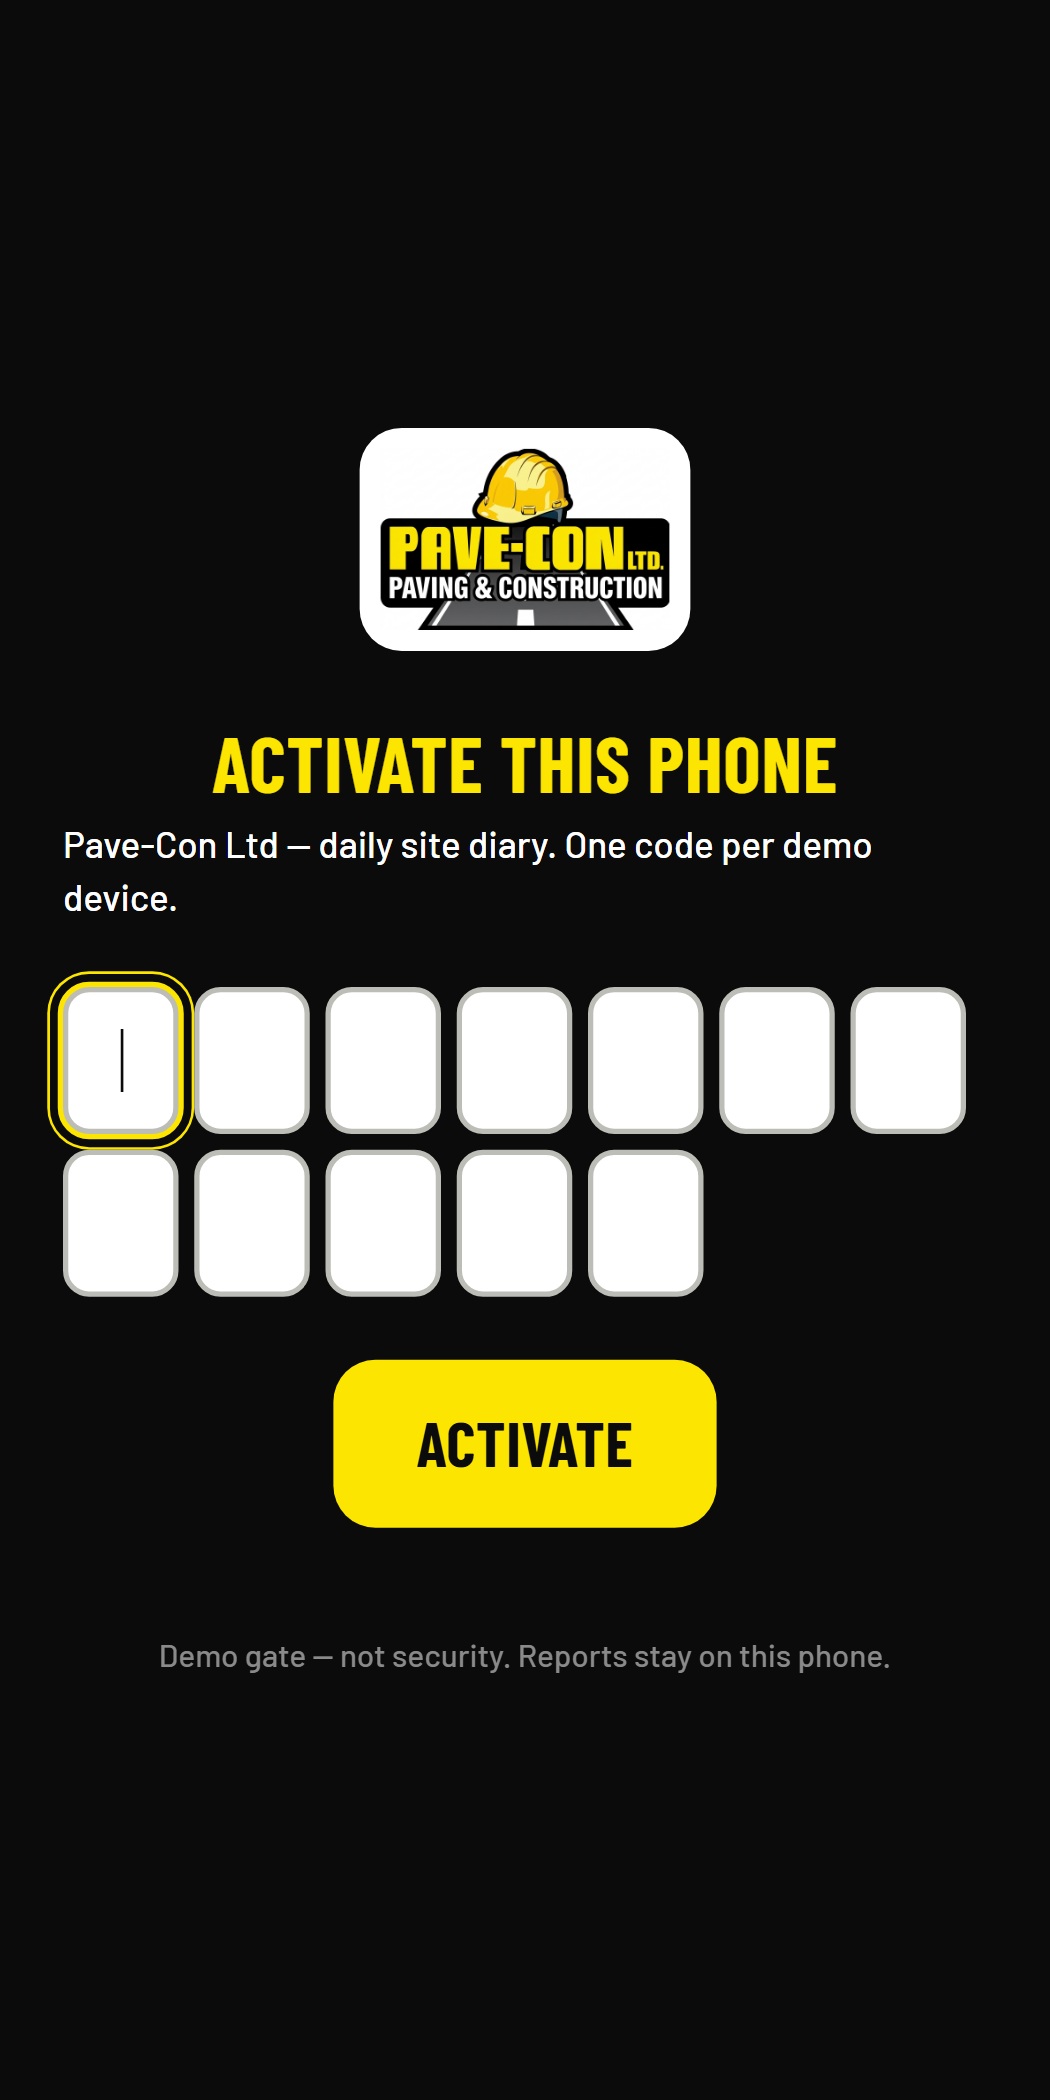 PAVE-CON LTD.
PAVING & CONSTRUCTION
ACTIVATE THIS PHONE
Pave-Con Ltd — daily site diary. One code per demo
device.
ACTIVATE
Demo gate — not security. Reports stay on this phone.